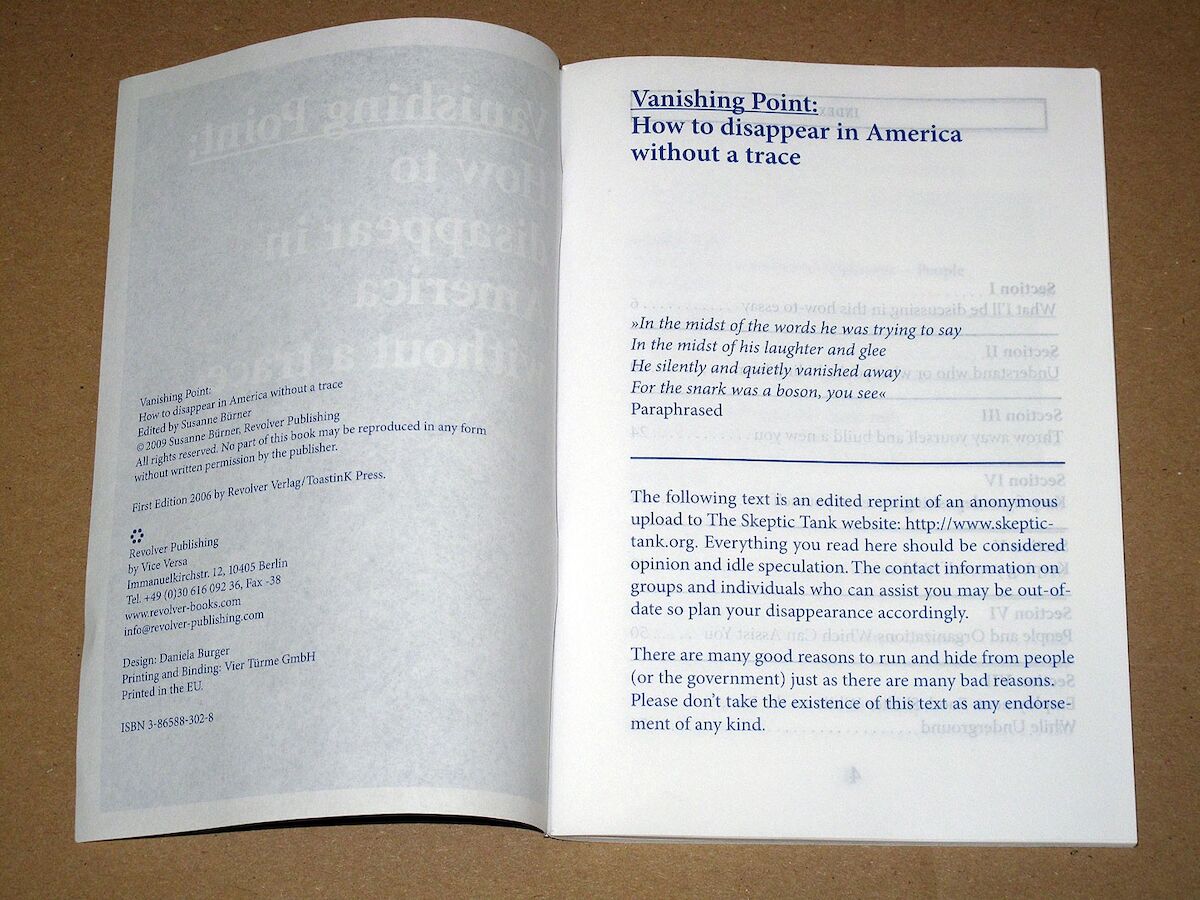 Vanishing Point:
How to disappear in America without a trace
Edited by Susanne Bürner
© 2009 Susanne Bürner, Revolver Publishing
All rights reserved. No part of this book may be reproduced in any form
without written permission by the publisher.
First Edition 2006 by Revolver Verlag/ToastinK Press.
Revolver Publishing
by Vice Versa
Immanuelkirchstr. 12, 10405 Berlin
Tel. +49 (0)30 616 092 36, Fax -38
www.revolver-books.com
info@revolver-publishing.com
Design: Daniela Burger
Printing and Binding: Vier Türme GmbH
Printed in the EU.
ISBN 3-86588-302-8
Vanishing Point:
How to disappear in America
without a trace
»In the midst of the words he was trying to say
In the midst of his laughter and glee
He silently and quietly vanished away
For the snark was a boson, you see«
Paraphrased
The following text is an edited reprint of an anonymous
upload to The Skeptic Tank website: http://www.skeptic-
tank.org. Everything you read here should be considered
opinion and idle speculation. The contact information on
groups and individuals who can assist you may be out-of-
date so plan your disappearance accordingly.
There are many good reasons to run and hide from people
(or the government) just as there are many bad reasons.
Please don't take the existence of this text as any endorse-
ment of any kind.